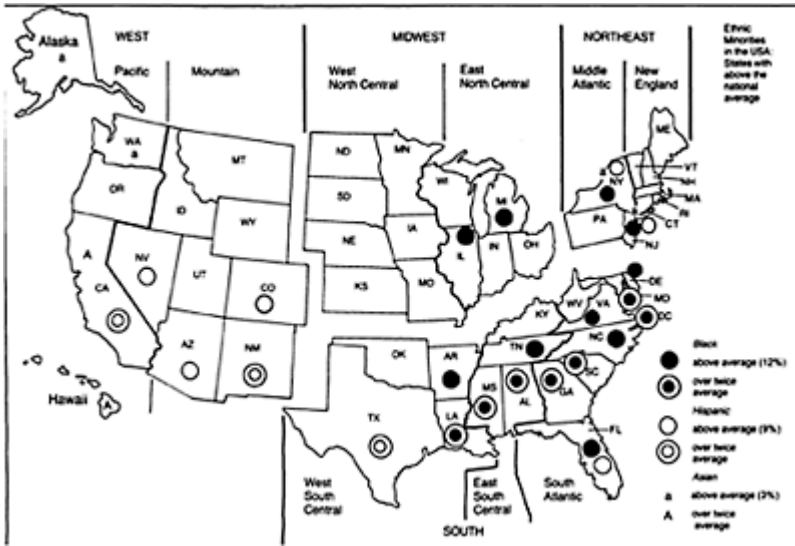 WEST
Pacific
Mountain
MIDWEST
West
North Central
East
North Central
NORTHEAST
Middle
Atlantic
New
England
Ethnic
Minorities
in the USA:
States with
above the
national
average
Alaska
a
WA
a
OR
A
CA
NV
ID
MT
WY
UT
CO
AZ
NM
Hawaii
A
ND
SD
NE
KS
MN
IA
MO
WI
IL
MI
IN
OH
a
NY
PA
ME
VT
NH
MA
RI
CT
NJ
DE
MD
DC
KY
WV
VA
TN
NC
SC
OK
AR
TX
LA
MS
AL
GA
FL
West
South
Central
East
South
Central
South
Atlantic
SOUTH
Black
above average (12%)
over twice
average
Hispanic
above average (9%)
over twice
average
Asian
a above average (3%)
A over twice
average